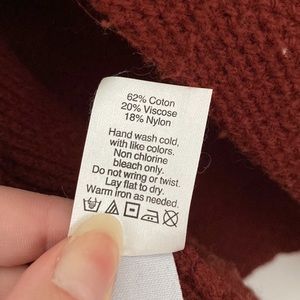 62% Coton
20% Viscose
18% Nylon
Hand wash cold,
with like colors.
Non chlorine
bleach only.
Do not wring or twist.
Lay flat to dry.
Warm iron as needed.